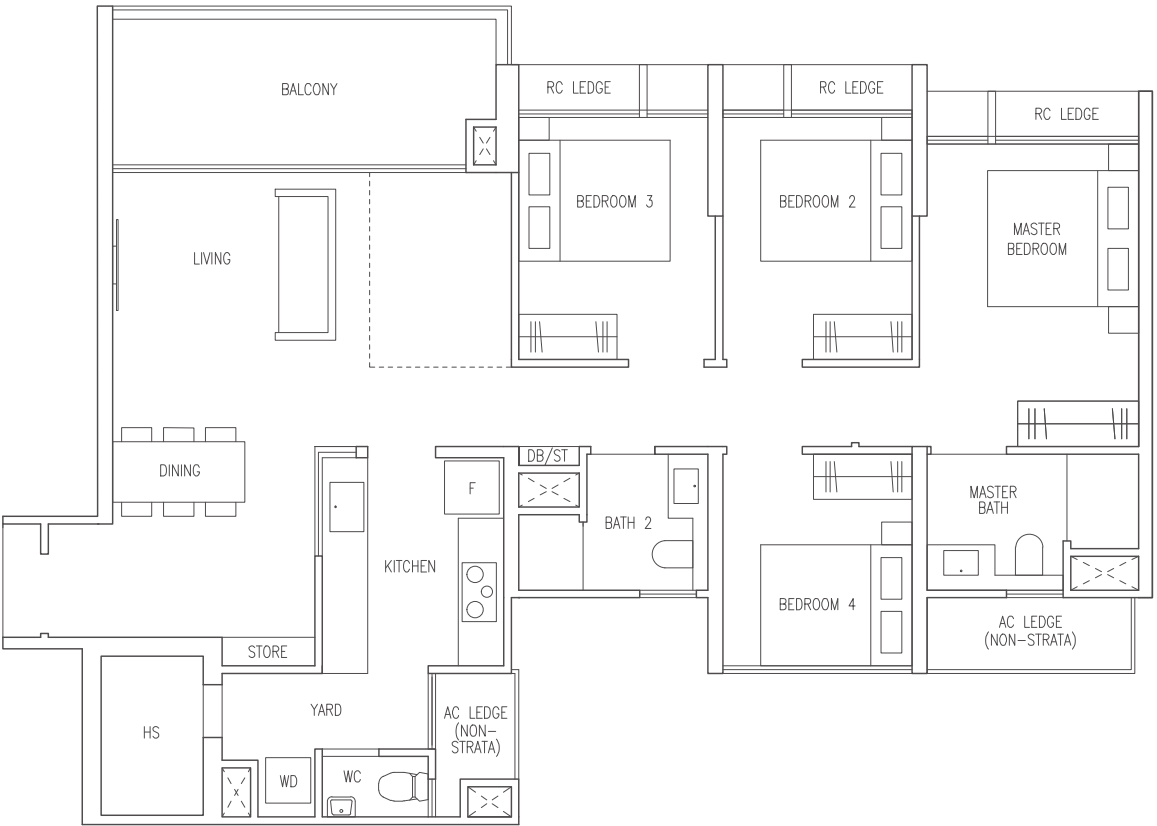 BALCONY
RC LEDGE
RC LEDGE
RC LEDGE
BEDROOM 3
BEDROOM 2
MASTER
BEDROOM
LIVING
DINING
DB/ST
F
BATH 2
MASTER
BATH
KITCHEN
BEDROOM 4
AC LEDGE
(NON-STRATA)
STORE
YARD
HS
AC LEDGE
(NON-
STRATA)
WD
WC
X